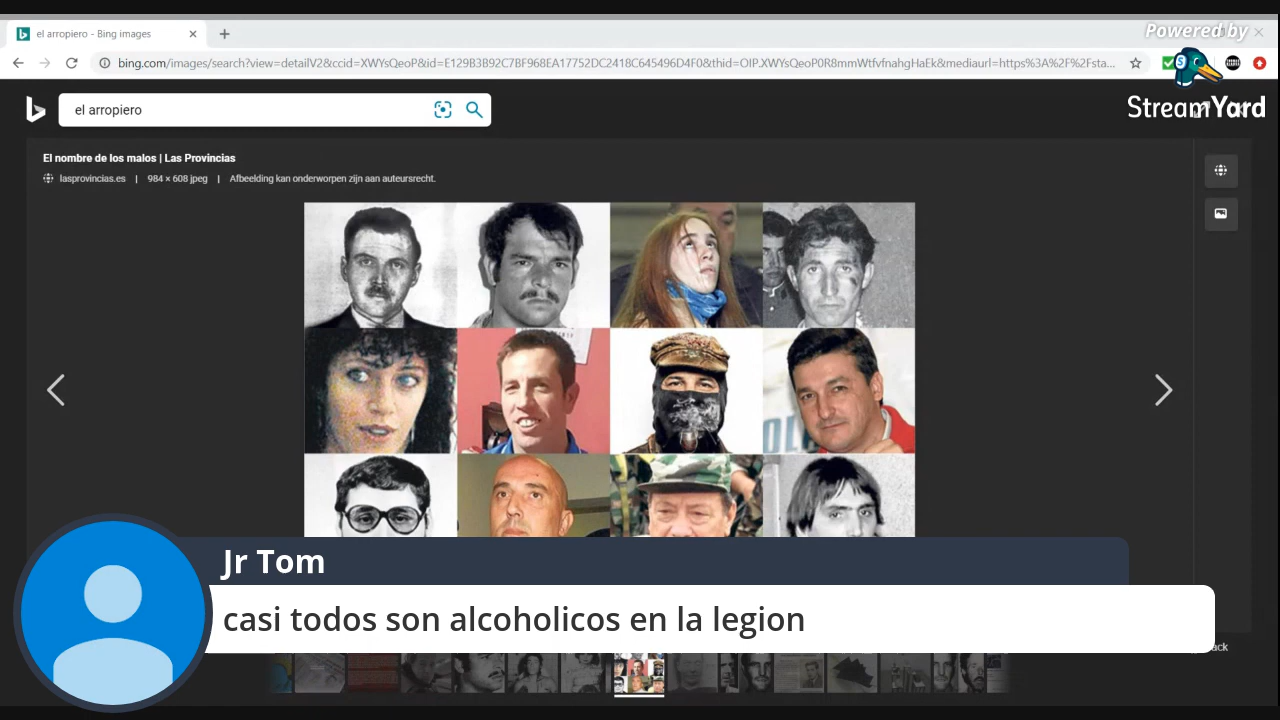 el arropiero - Bing images
Powered by
bing.com/images/search?view=detailV2&ccid=XWYsQeoP&id=E129B3B92C7BF968EA17752DC2418C645496D4F0&thid=OIP.XWYsQeoP0R8mmWtfvfnahgHaEk&mediaurl=https%3A%2F%2Fsta...
StreamYard
el arropiero
El nombre de los malos | Las Provincias
lasprovincias.es | 984 × 608 jpeg | Afbeelding kan onderworpen zijn aan auteursrecht.
Jr Tom
casi todos son alcoholicos en la legion